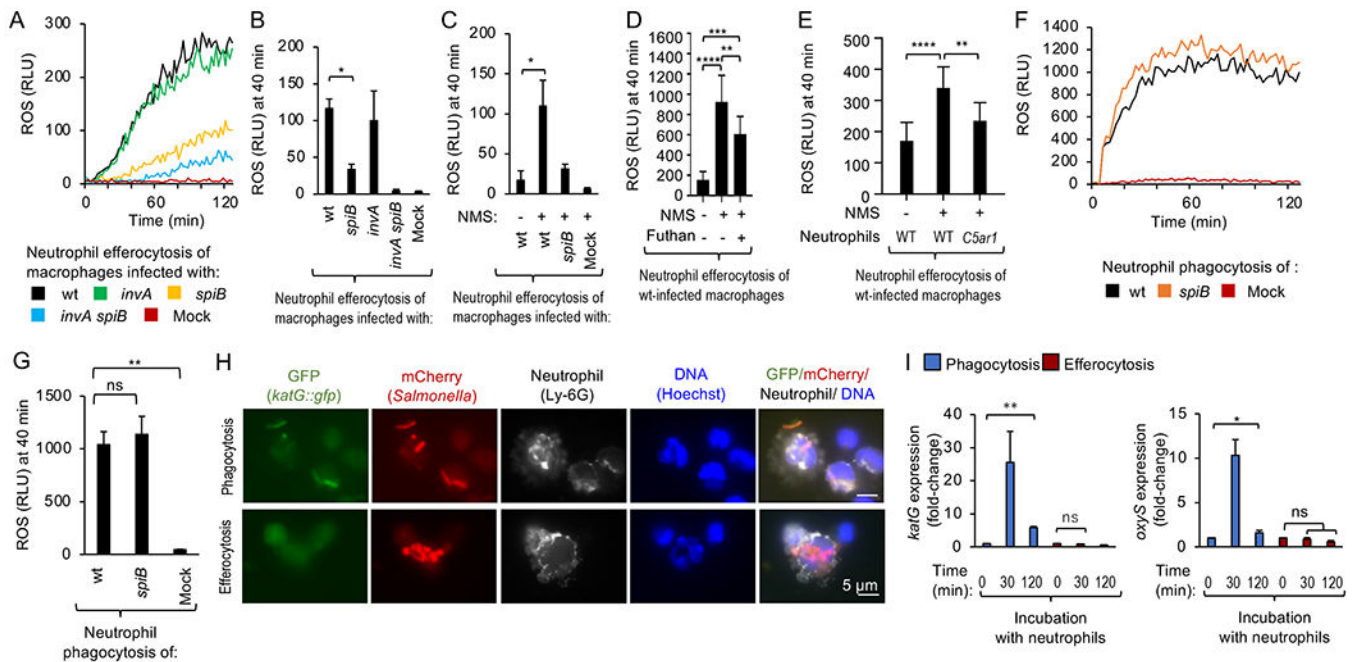 A
ROS (RLU)
300
200
100
0
0
60
120
Time (min)
Neutrophil efferocytosis of
macrophages infected with:
wt
invA
spiB
invA spiB
Mock
B
ROS (RLU) at 40 min
200
150
100
50
0
*
wt
spiB
invA
invA spiB
Mock
Neutrophil efferocytosis of
macrophages infected with:
C
ROS (RLU) at 40 min
200
150
100
50
0
*
NMS: - + + +
wt
wt
spiB
Mock
Neutrophil efferocytosis of
macrophages infected with:
D
ROS (RLU) at 40 min
1600
1400
1200
1000
800
600
400
200
0
***
**
****
NMS - + +
Futhan - - +
Neutrophil efferocytosis of
wt-infected macrophages
E
ROS (RLU) at 40 min
500
400
300
200
100
0
****
**
NMS - + +
Neutrophils WT WT C5ar1
Neutrophil efferocytosis of
wt-infected macrophages
F
ROS (RLU)
1400
1200
1000
800
600
400
200
0
0
60
120
Time (min)
Neutrophil phagocytosis of :
wt
spiB
Mock
G
ROS (RLU) at 40 min
1500
1000
500
0
**
ns
wt
spiB
Mock
Neutrophil
phagocytosis of:
H
GFP
(katG::gfp)
mCherry
(Salmonella)
Neutrophil
(Ly-6G)
DNA
(Hoechst)
GFP/mCherry/
Neutrophil/ DNA
Phagocytosis
Efferocytosis
5 µm
I
Phagocytosis
Efferocytosis
katG expression
(fold-change)
40
30
20
10
0
**
ns
Time
(min):
0 30 120 0 30 120
Incubation
with neutrophils
oxyS expression
(fold-change)
15
10
5
0
*
ns
Time
(min):
0 30 120 0 30 120
Incubation
with neutrophils